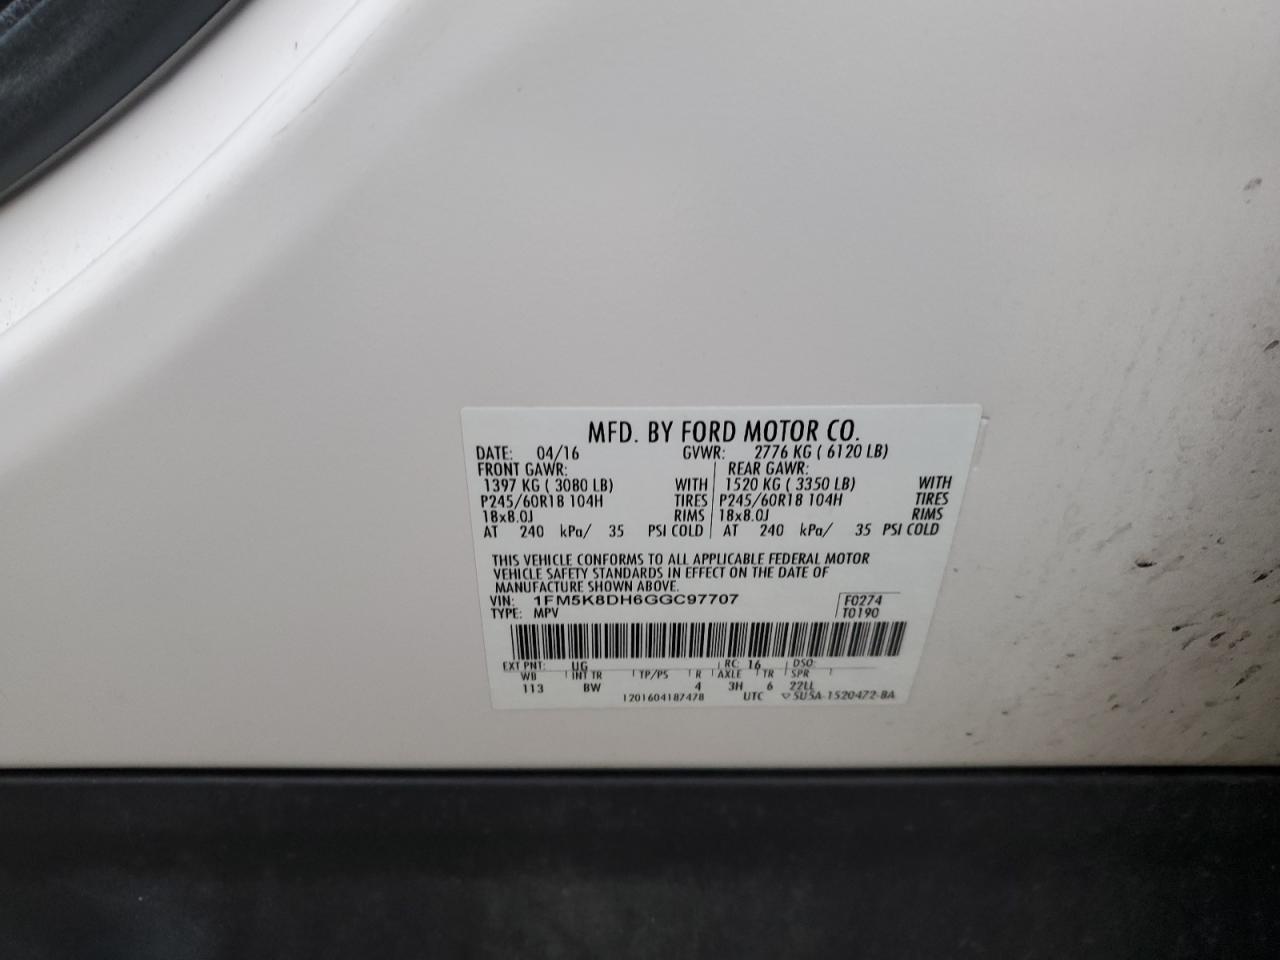 MFD. BY FORD MOTOR CO.
DATE: 04/16 GVWR: 2776 KG ( 6120 LB)
FRONT GAWR: REAR GAWR:
1397 KG ( 3080 LB) WITH 1520 KG ( 3350 LB) WITH
P245/60R18 104H TIRES P245/60R18 104H TIRES
18x8.0J RIMS 18x8.0J RIMS
AT 240 kPa/ 35 PSI COLD AT 240 kPa/ 35 PSI COLD
THIS VEHICLE CONFORMS TO ALL APPLICABLE FEDERAL MOTOR
VEHICLE SAFETY STANDARDS IN EFFECT ON THE DATE OF
MANUFACTURE SHOWN ABOVE.
VIN: 1FM5K8DH6GGC97707 F0274
TYPE: MPV T0190
EXT PNT: UG RC: 16 DSO:
WB INT TR TP/PS R AXLE TR SPR
113 BW 4 3H 6 22LL
1201604187478 UTC ▽5U5A-1520472-BA